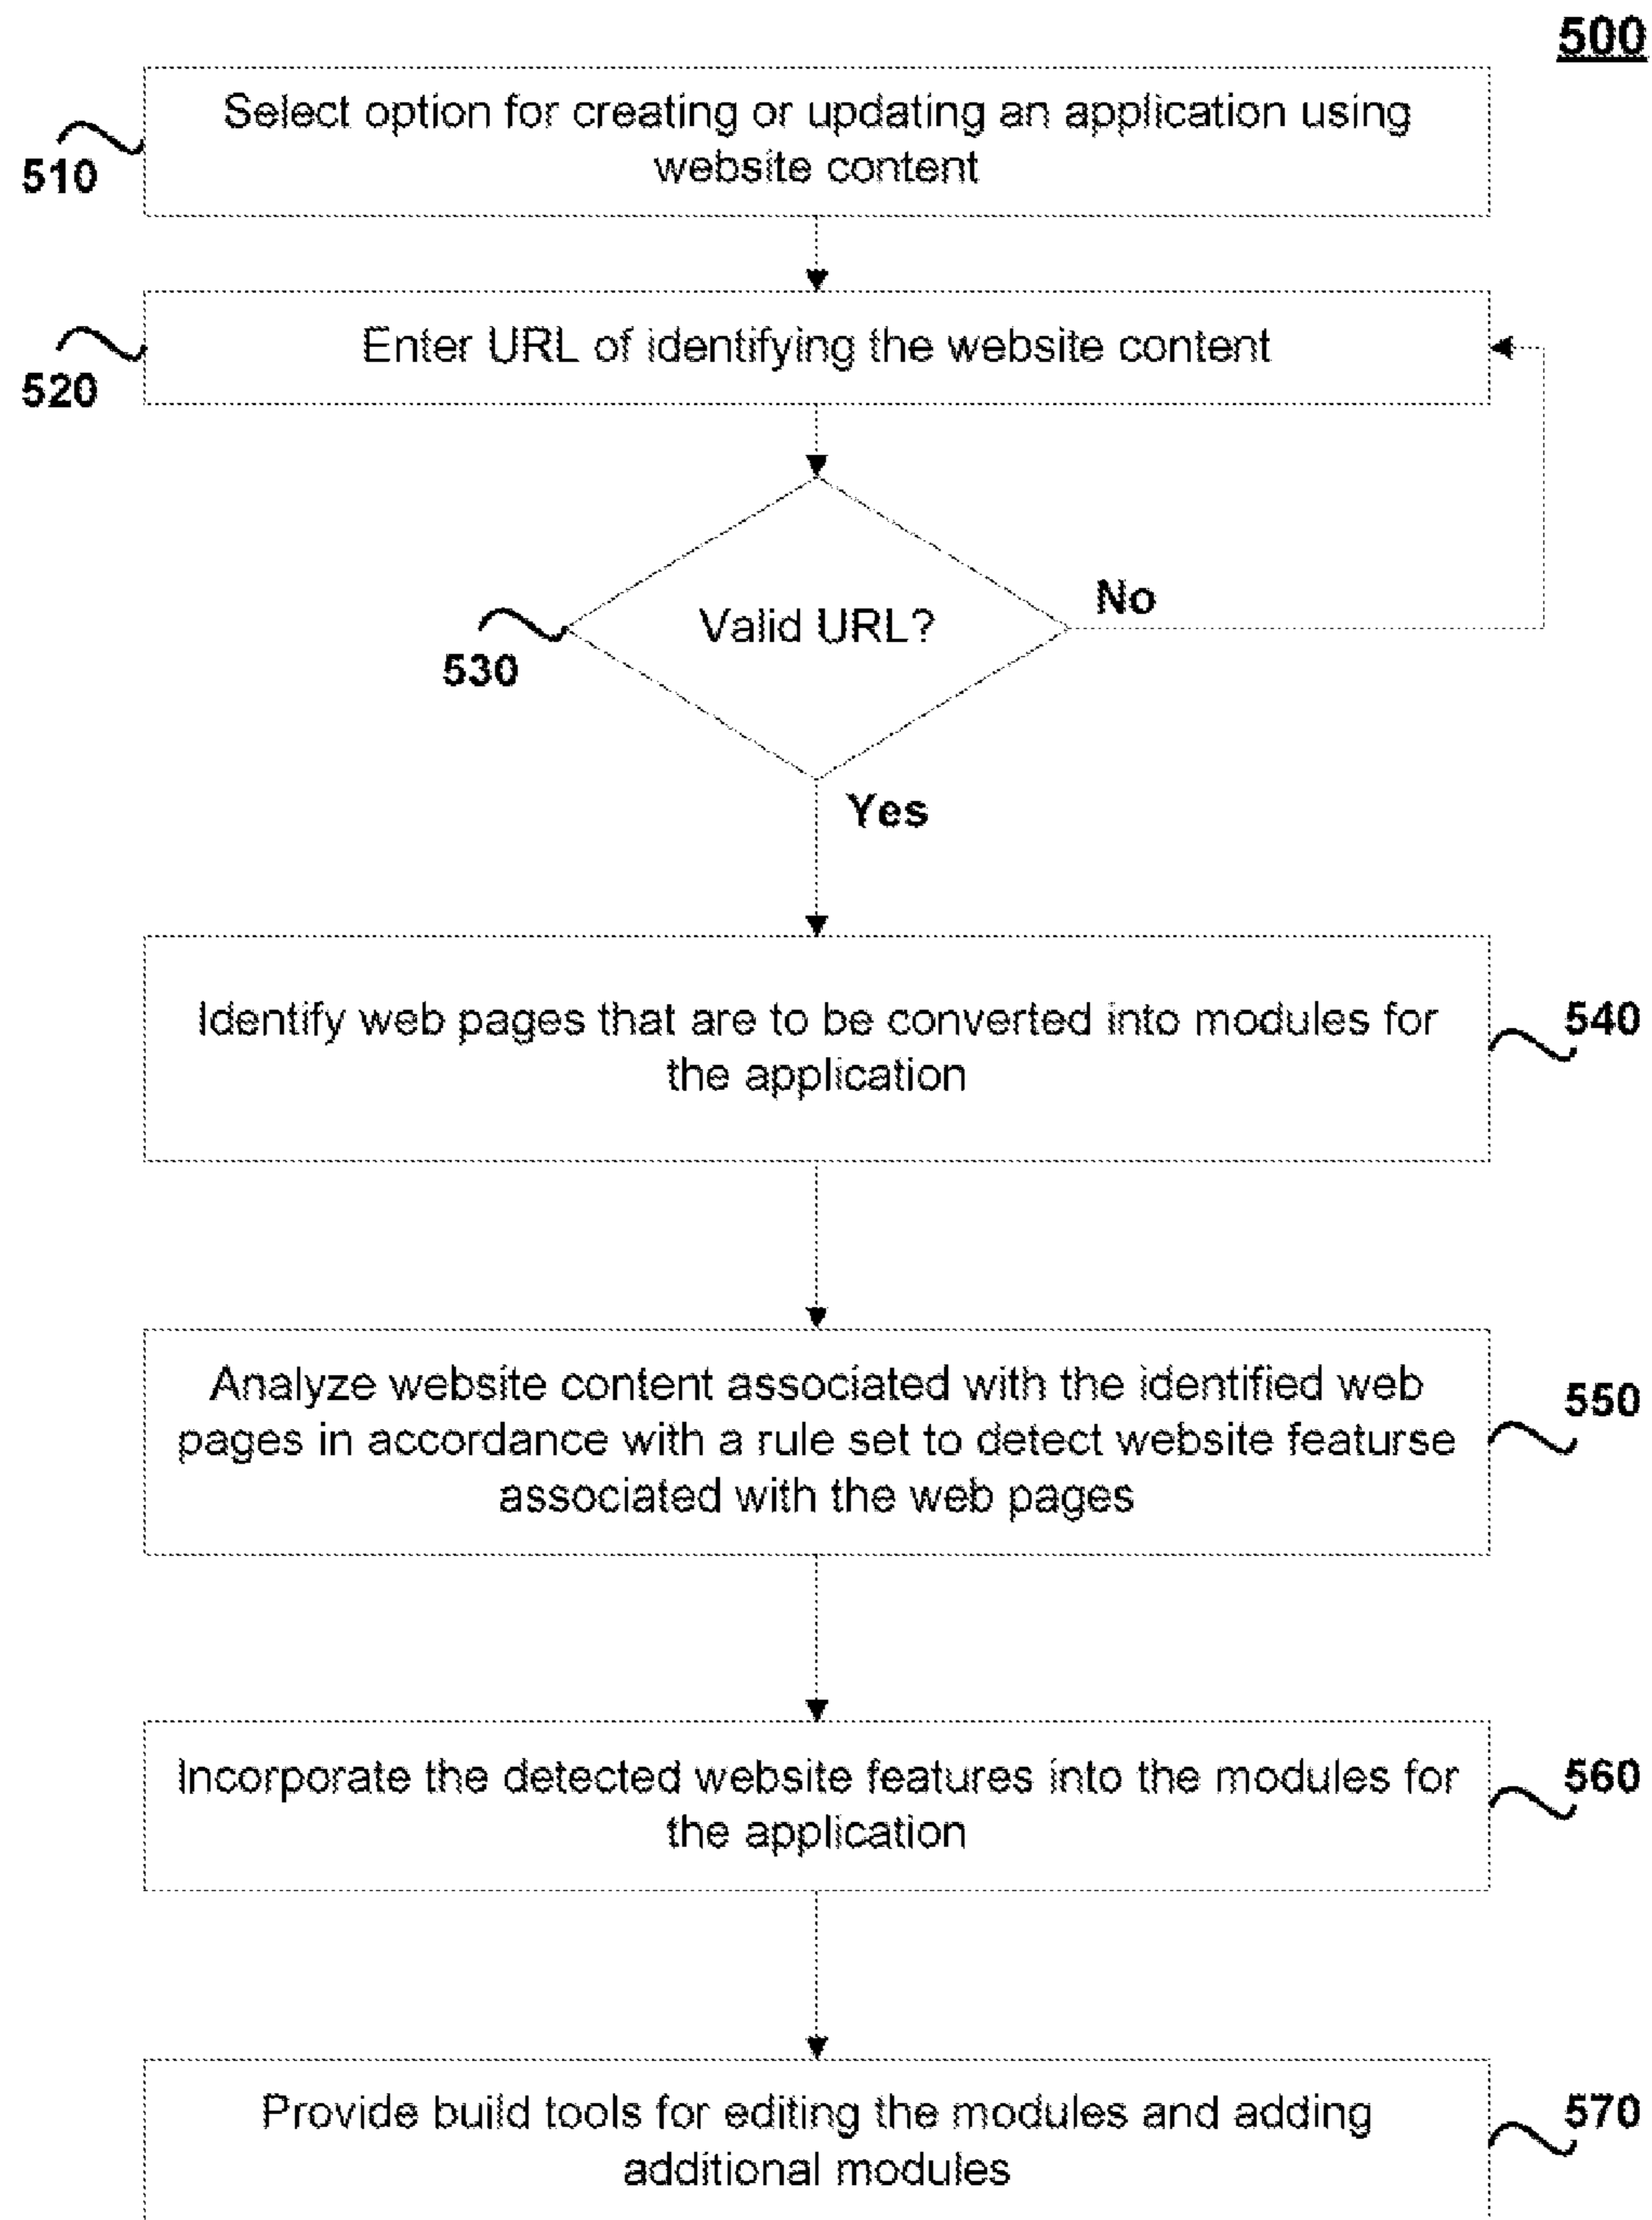 500
Select option for creating or updating an application using
website content
510
Enter URL of identifying the website content
520
Valid URL?
No
530
Yes
Identify web pages that are to be converted into modules for
the application
540
Analyze website content associated with the identified web
pages in accordance with a rule set to detect website featurse
associated with the web pages
550
Incorporate the detected website features into the modules for
the application
560
Provide build tools for editing the modules and adding
additional modules
570